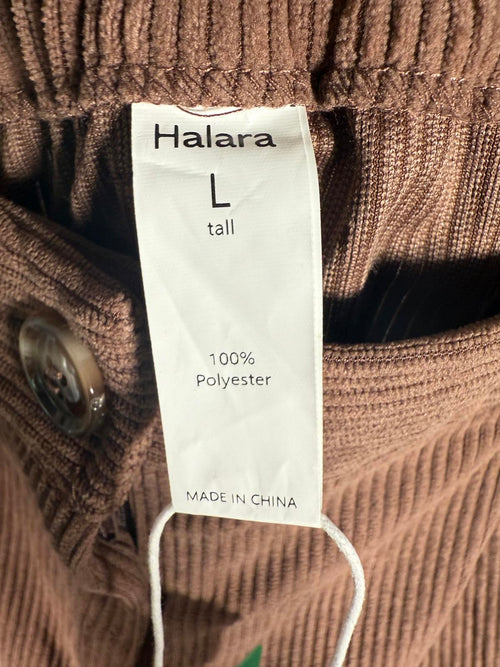 Halara
L
tall
100%
Polyester
MADE IN CHINA